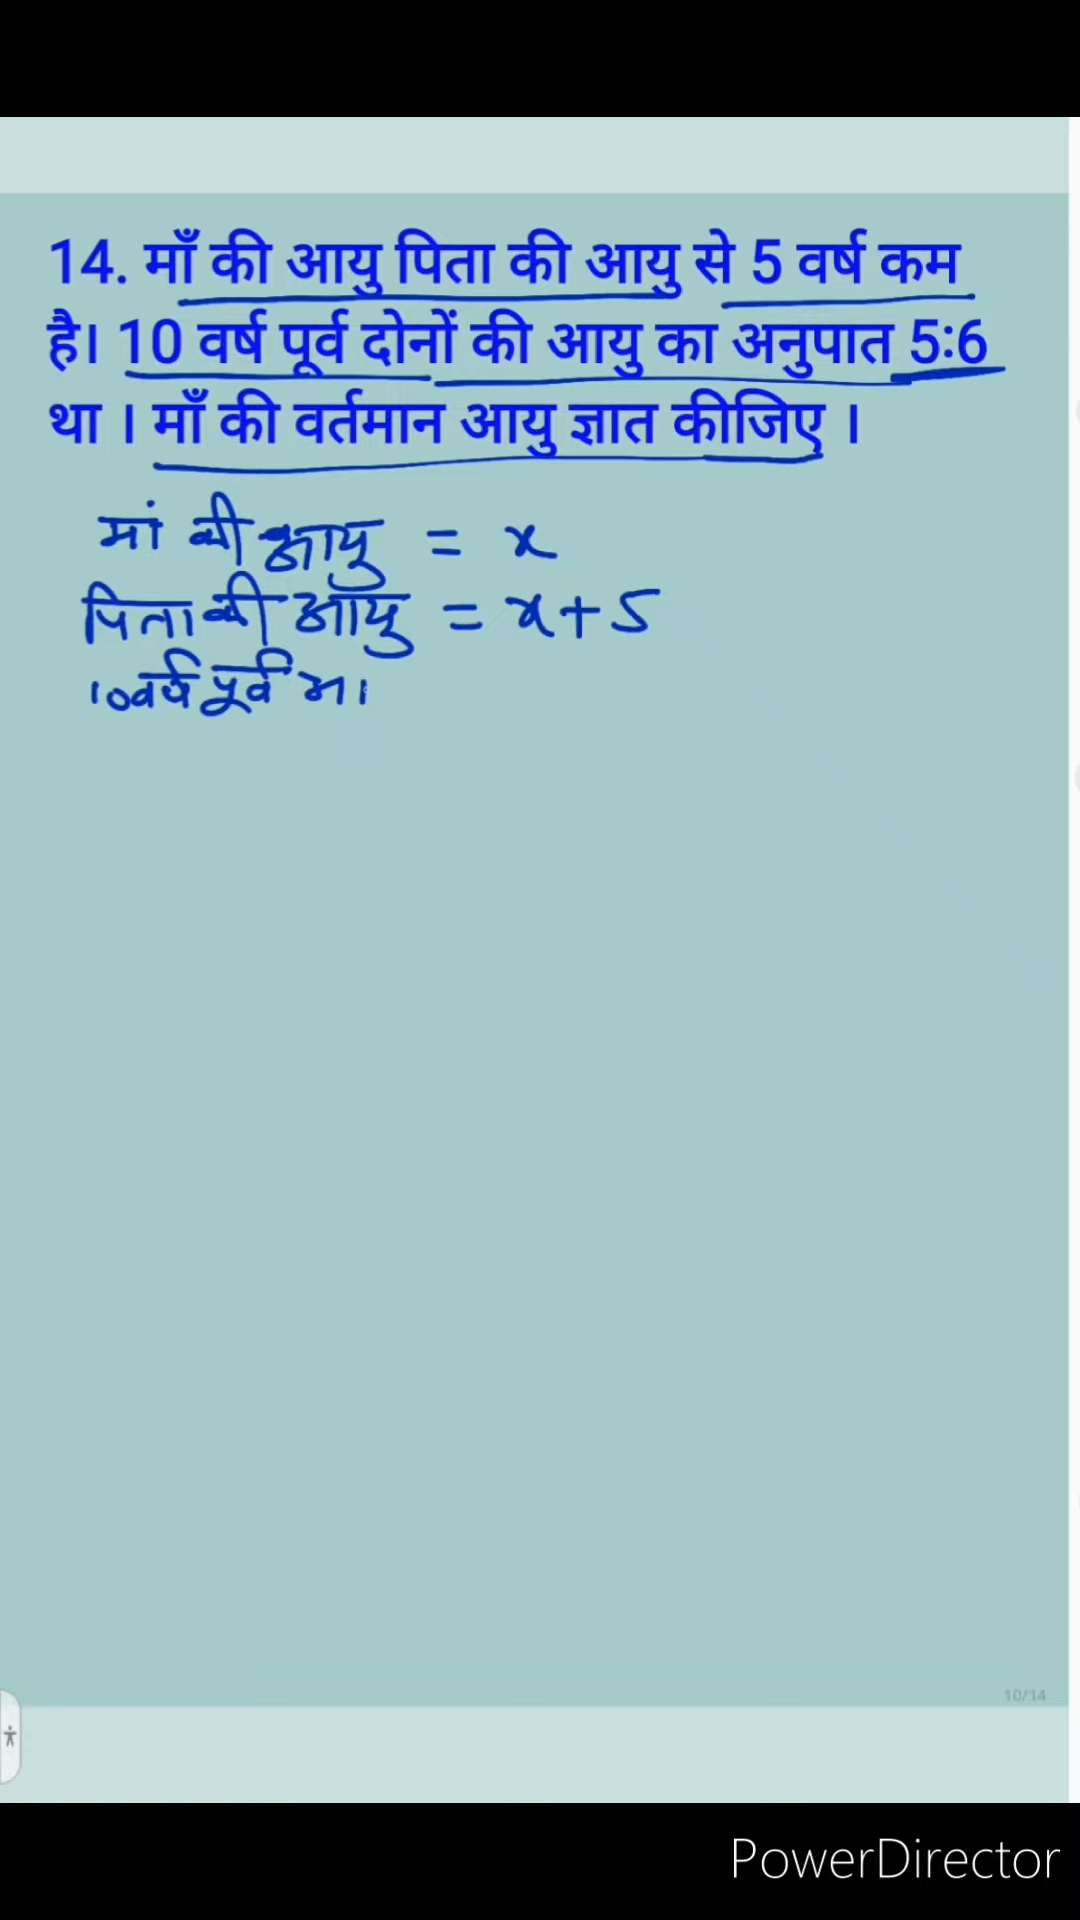 14. माँ की आयु पिता की आयु से 5 वर्ष कम
है। 10 वर्ष पूर्व दोनों की आयु का अनुपात 5:6
था । माँ की वर्तमान आयु ज्ञात कीजिए ।
मां की आयु = x
पिता की आयु = x+5
10 वर्ष पूर्व मा
10/14
PowerDirector